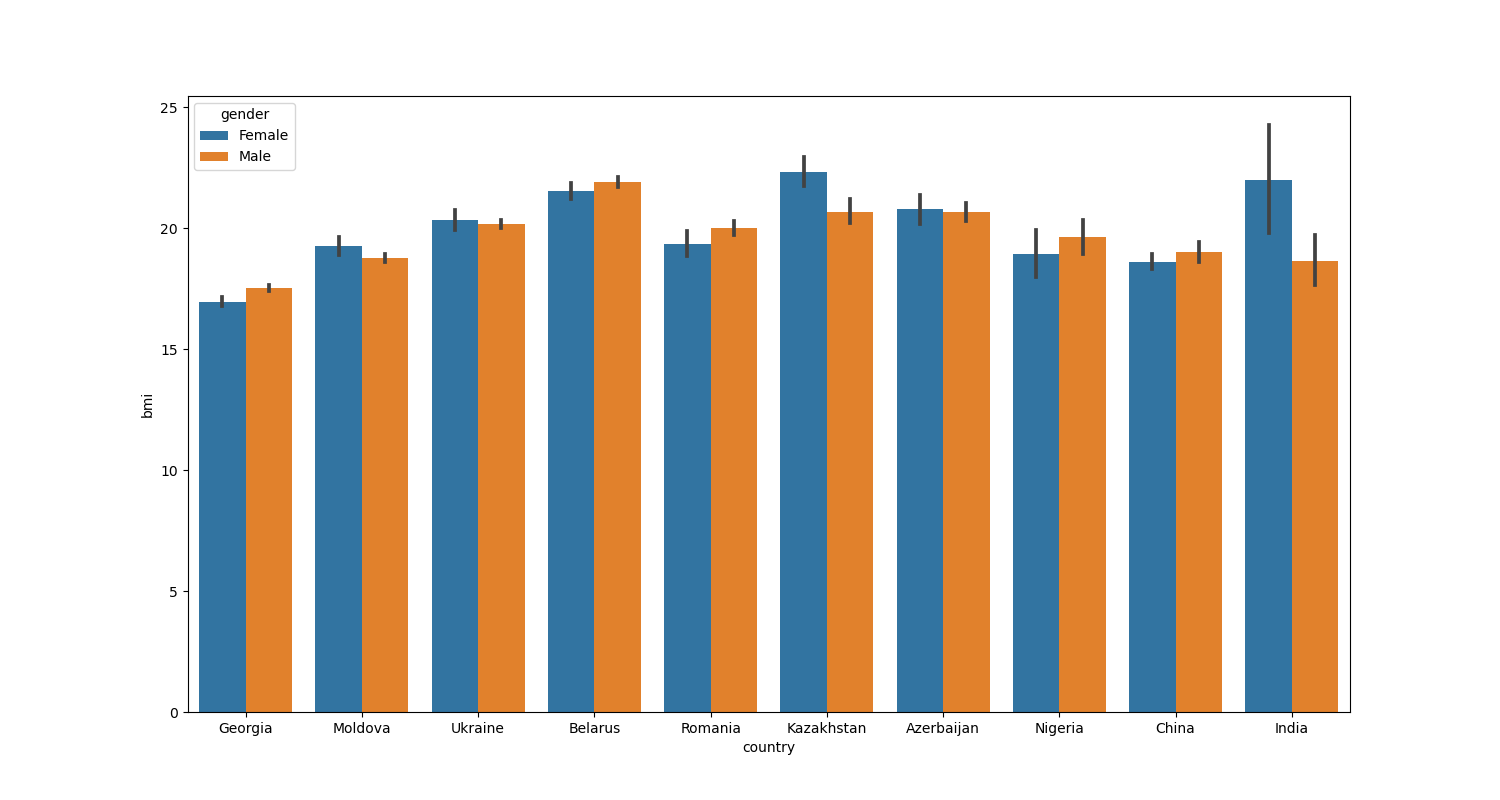 gender
Female
Male
25
20
15
10
5
0
bmi
Georgia Moldova Ukraine Belarus Romania Kazakhstan Azerbaijan Nigeria China India
country